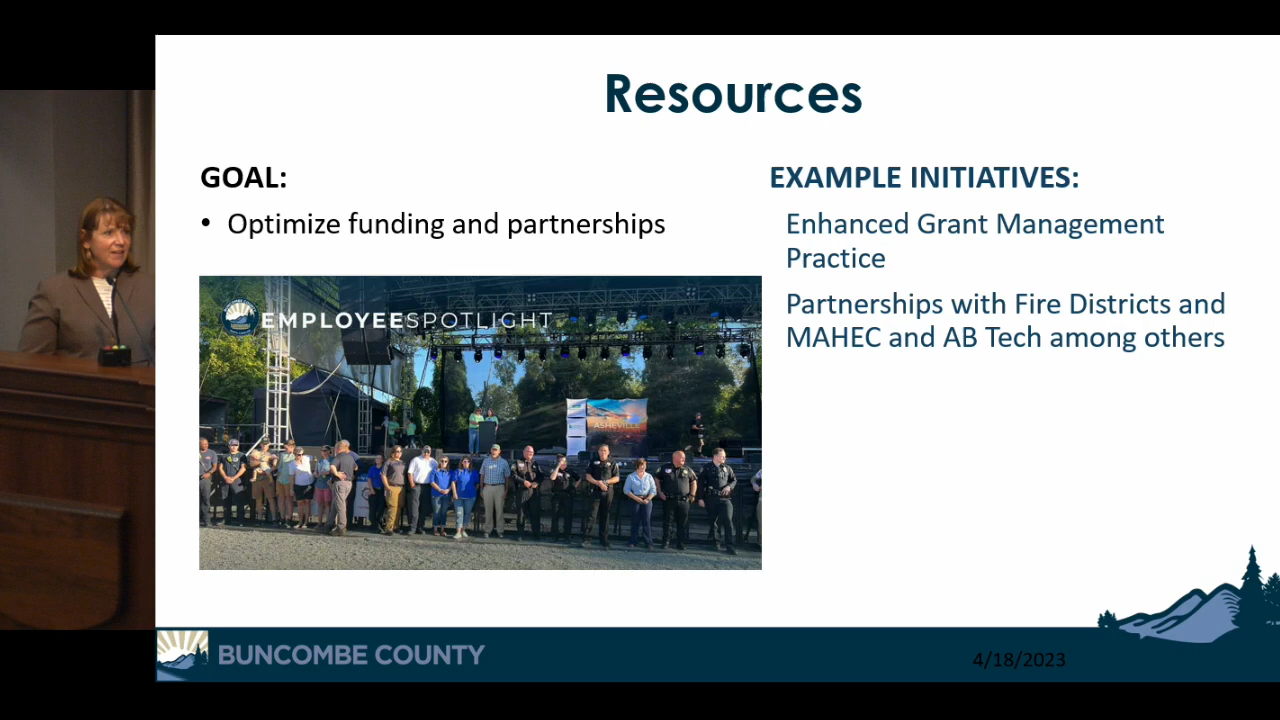 Resources
GOAL:
• Optimize funding and partnerships
EMPLOYEESPOTLIGHT
ASHEVILLE
EXAMPLE INITIATIVES:
Enhanced Grant Management
Practice
Partnerships with Fire Districts and
MAHEC and AB Tech among others
BUNCOMBE COUNTY
4/18/2023